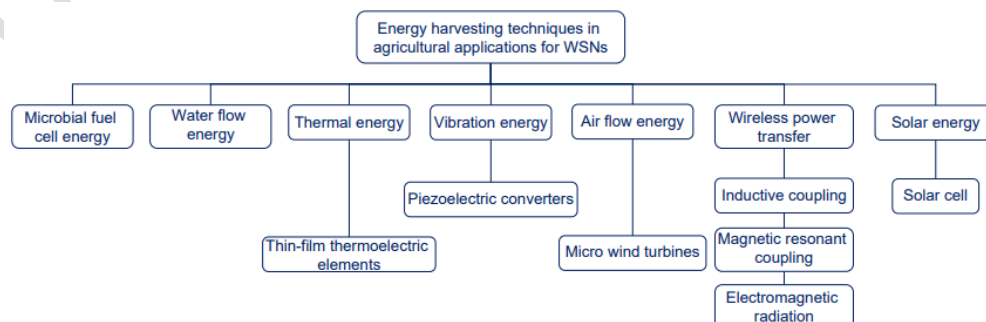 Energy harvesting techniques in
agricultural applications for WSNs
Microbial fuel
cell energy
Water flow
energy
Thermal energy
Vibration energy
Air flow energy
Wireless power
transfer
Solar energy
Piezoelectric converters
Inductive coupling
Solar cell
Thin-film thermoelectric
elements
Micro wind turbines
Magnetic resonant
coupling
Electromagnetic
radiation